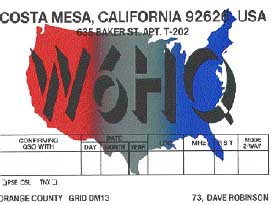 COSTA MESA, CALIFORNIA 92626, USA
635 BAKER ST. APT. T-202
W6HQ
CONFIRMING QSO WITH DATE MHz RST MODE 2-WAY
DAY MONTH YEAR
PSE QSL TNX
ORANGE COUNTY GRID DM13 73, DAVE ROBINSON